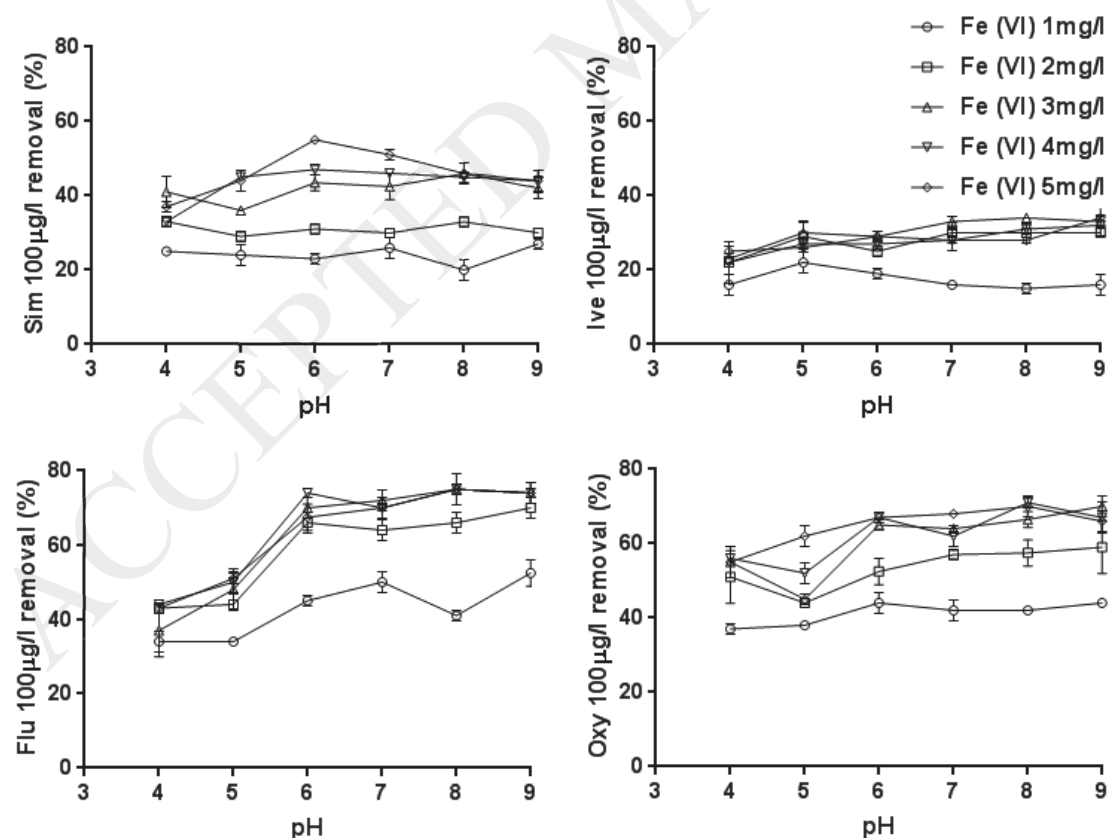 Fe (VI) 1mg/l
Fe (VI) 2mg/l
Fe (VI) 3mg/l
Fe (VI) 4mg/l
Fe (VI) 5mg/l
Sim 100µg/l removal (%)
80
60
40
20
0
3 4 5 6 7 8 9
pH
Ive 100µg/l removal (%)
80
60
40
20
0
3 4 5 6 7 8 9
pH
Flu 100µg/l removal (%)
80
60
40
20
0
3 4 5 6 7 8 9
pH
Oxy 100µg/l removal (%)
80
60
40
20
0
3 4 5 6 7 8 9
pH
ACCEPTED MA